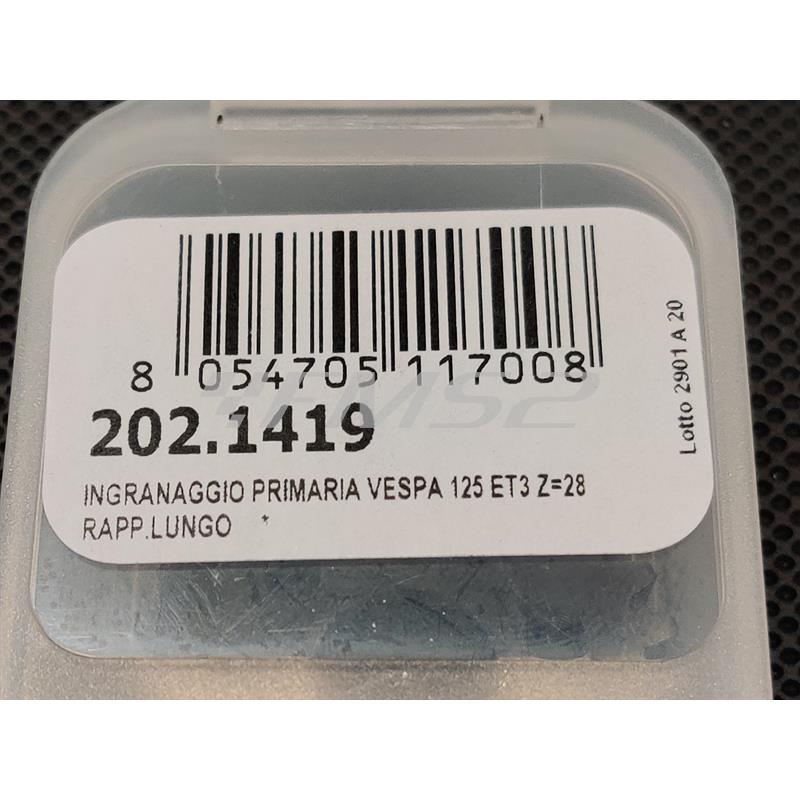 8 054705 117008
202.1419
INGRANAGGIO PRIMARIA VESPA 125 ET3 Z=28
RAPP.LUNGO *
Lotto 2901 A 20